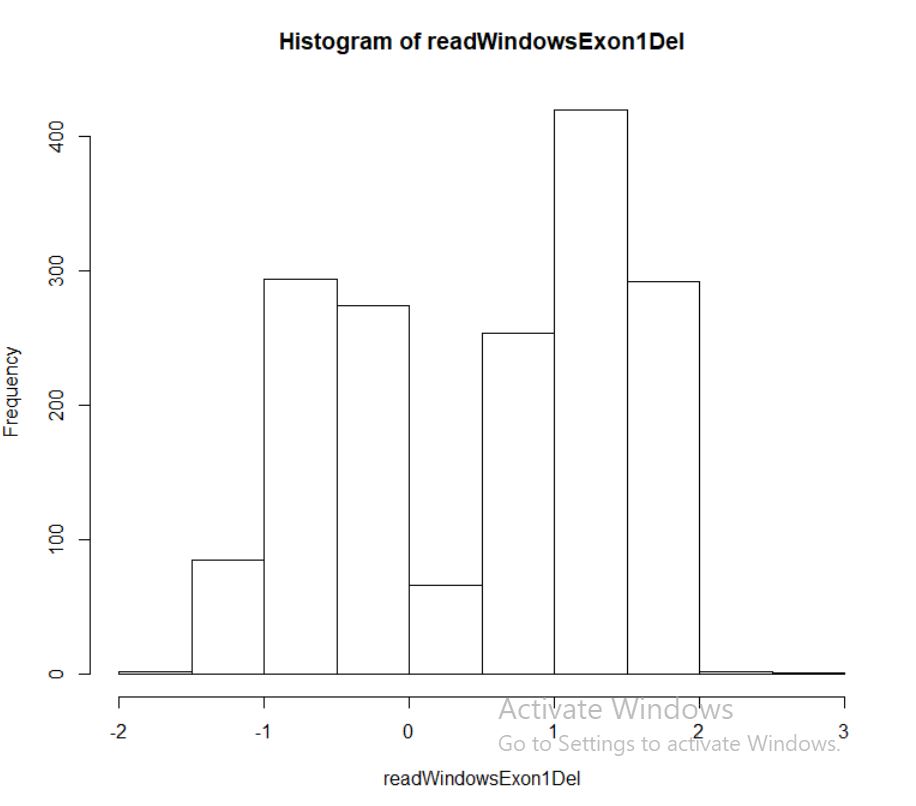 Histogram of readWindowsExon1Del
400
300
200
100
0
Frequency
-2 -1 0 1 2 3
readWindowsExon1Del
Activate Windows
Go to Settings to activate Windows.